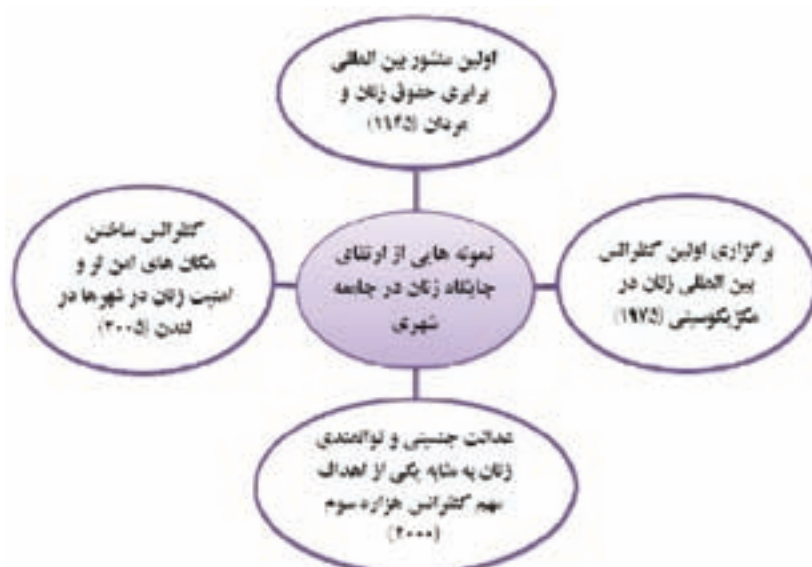 اولین منشور بین المللی
برابری حقوق زنان و
مردان (۱۹۴۵)
نمونه هایی از ارتقای
جایگاه زنان در جامعه
شهری
برگزاری اولین کنفرانس
بین المللی زنان در
مکزیکوسیتی (۱۹۷۵)
کنفرانس ساختن
مکان های امن تر و
امنیت زنان در شهرها در
لندن (۲۰۰۵)
عدالت جنسیتی و توانمندی
زنان به مثابه یکی از اهداف
مهم کنفرانس هزاره سوم
(۲۰۰۰)